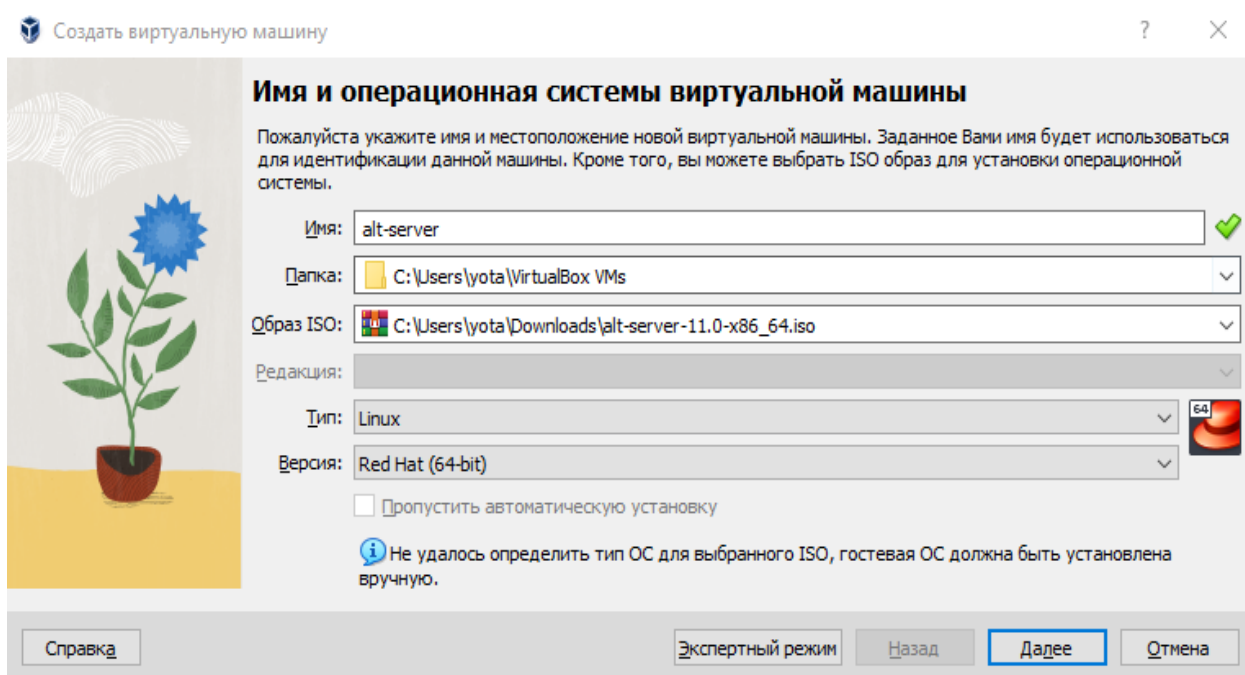 Создать виртуальную машину
?
Имя и операционная системы виртуальной машины
Пожалуйста укажите имя и местоположение новой виртуальной машины. Заданное Вами имя будет использоваться
для идентификации данной машины. Кроме того, вы можете выбрать ISO образ для установки операционной
системы.
Имя: alt-server
Папка: C:\Users\yota\VirtualBox VMs
Образ ISO: C:\Users\yota\Downloads\alt-server-11.0-x86_64.iso
Редакция:
Тип: Linux
64
Версия: Red Hat (64-bit)
Пропустить автоматическую установку
Не удалось определить тип ОС для выбранного ISO, гостевая ОС должна быть установлена
вручную.
Справка Экспертный режим Назад Далее Отмена